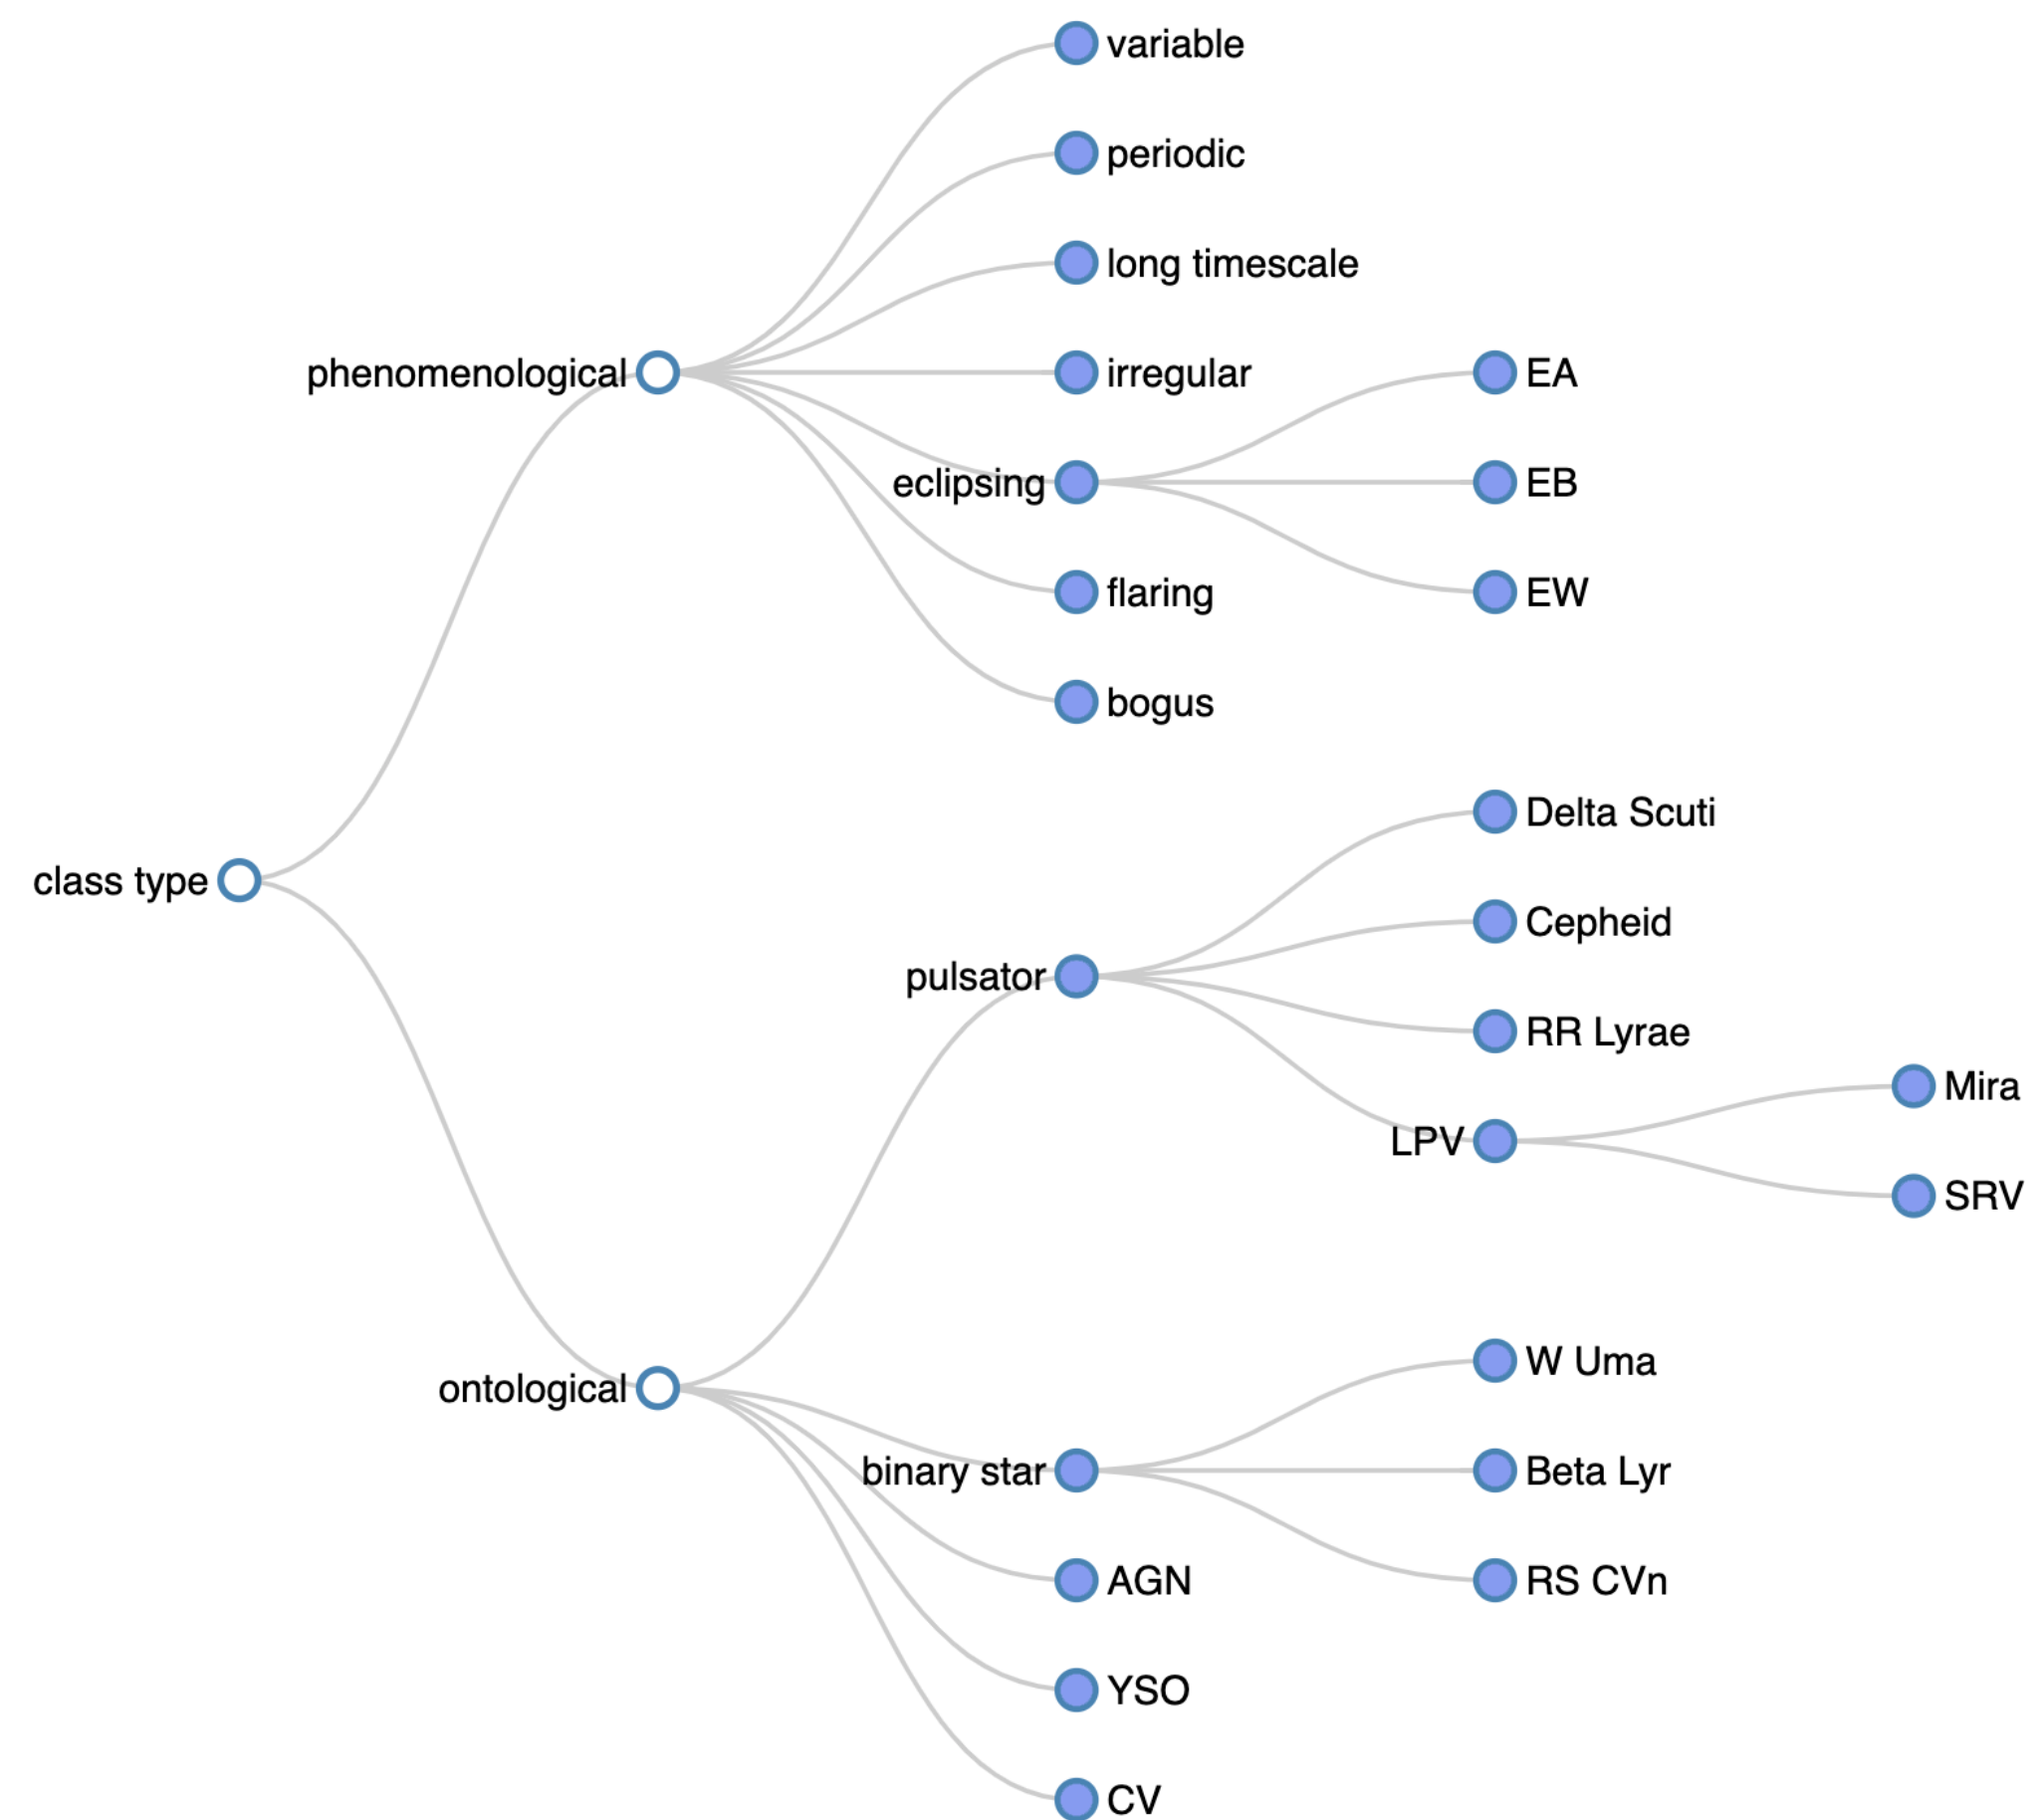 variable
periodic
long timescale
phenomenological
irregular
EA
eclipsing
EB
flaring
EW
bogus
Delta Scuti
class type
Cepheid
pulsator
RR Lyrae
Mira
LPV
SRV
W Uma
ontological
binary star
Beta Lyr
AGN
RS CVn
YSO
CV